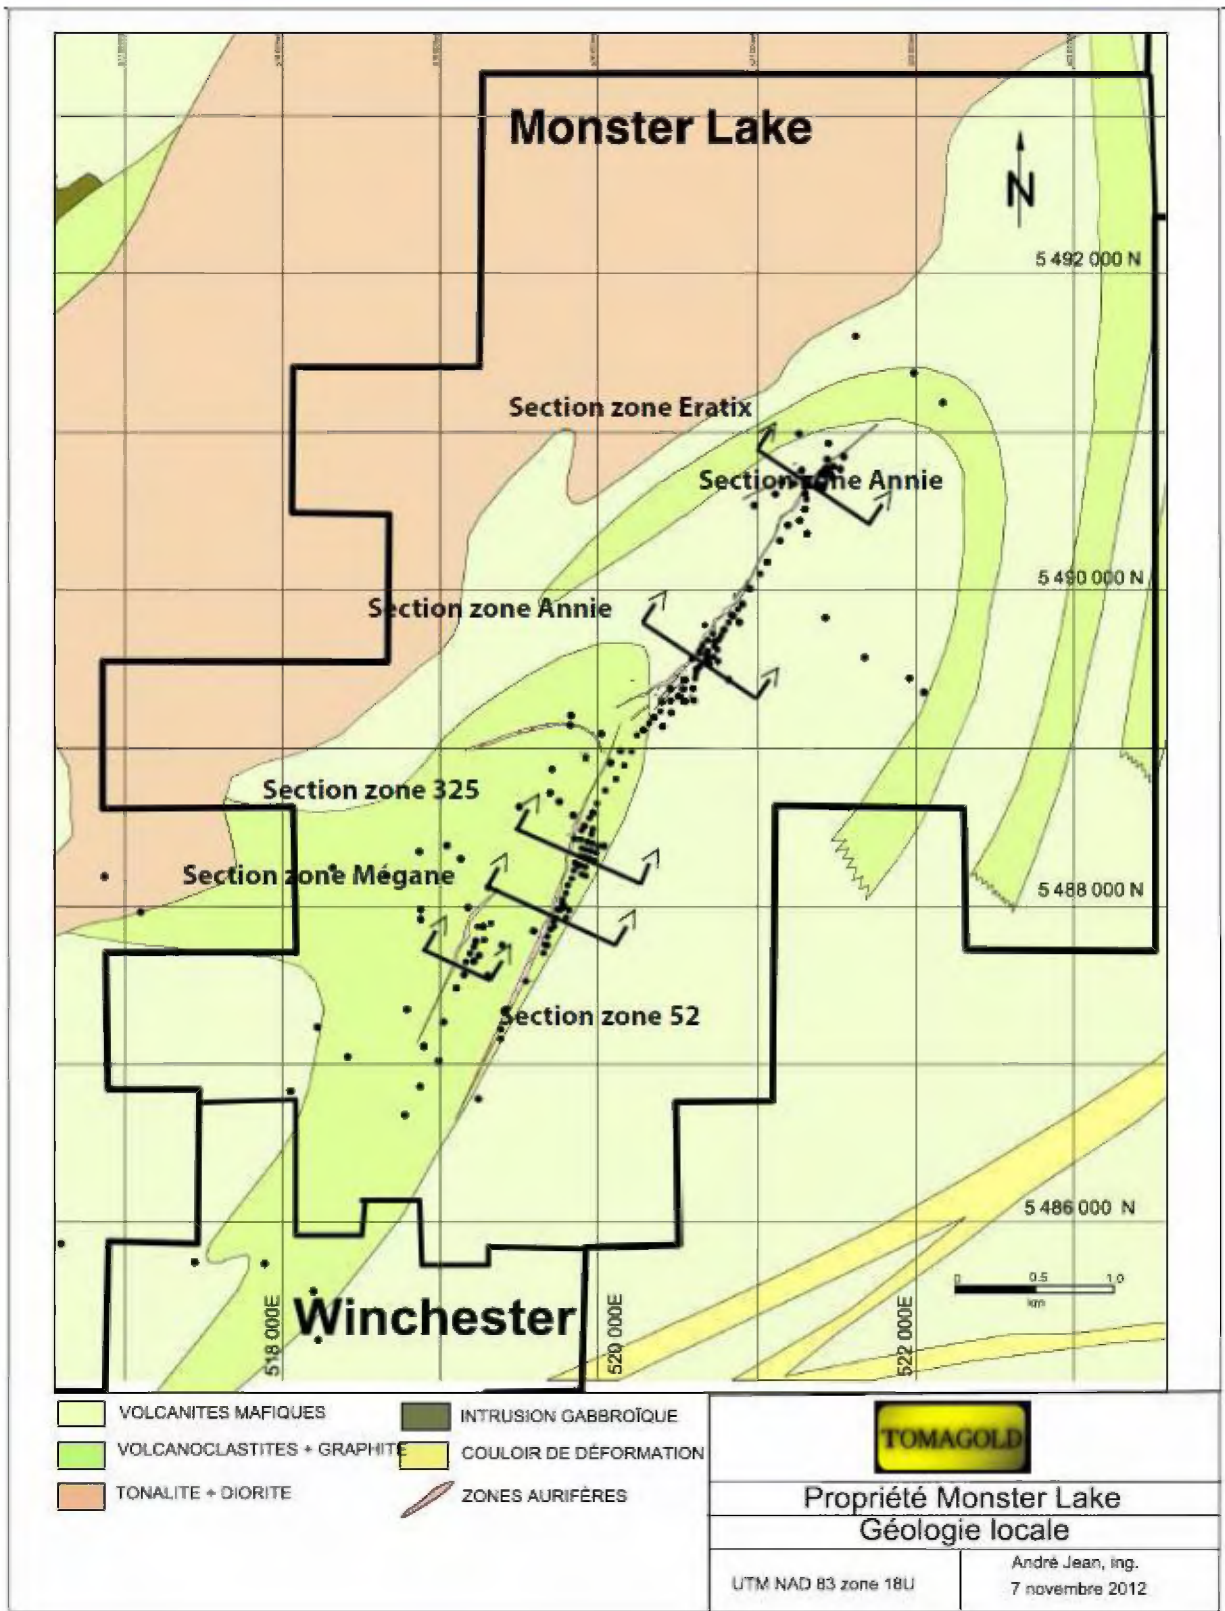 Monster Lake
N
5 492 000 N
Section zone Eratix
Section zone Annie
5 490 000 N
Section zone Annie
Section zone 325
Section zone Mégane
5 488 000 N
Section zone 52
5 486 000 N
0 0.5 1.0
km
Winchester
518 000E
520 000E
522 000E
VOLCANITES MAFIQUES
VOLCANOCLASTITES + GRAPHITE
TONALITE + DIORITE
INTRUSION GABBROÏQUE
COULOIR DE DÉFORMATION
ZONES AURIFÈRES
TOMAGOLD
Propriété Monster Lake
Géologie locale
UTM NAD 83 zone 18U
André Jean, ing.
7 novembre 2012